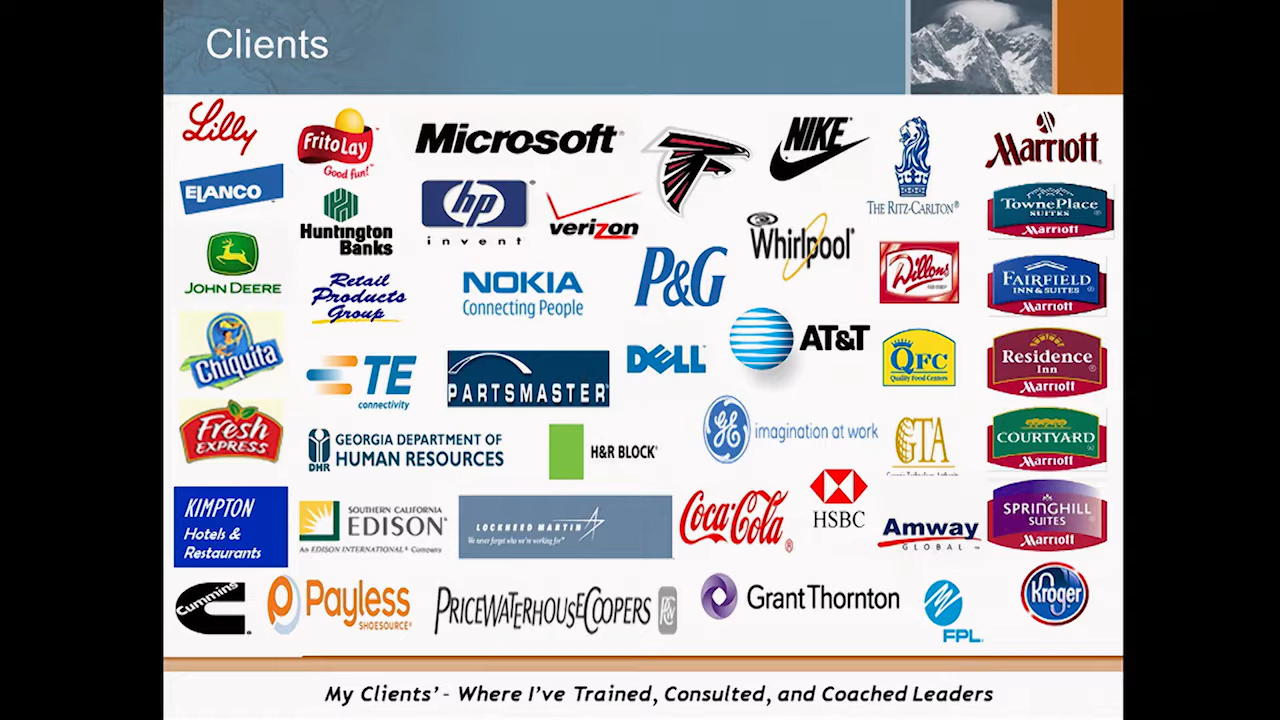 Clients
Lilly
FritoLay
Good fun!
Microsoft
NIKE
THE RITZ-CARLTON®
Marriott
ELANCO
Huntington
Banks
hp
invent
verizon
Whirlpool
TOWNEPLACE
SUITES
Marriott
JOHN DEERE
Retail
Products
Group
NOKIA
Connecting People
P&G
Dillons
FAIRFIELD
INN & SUITES
Marriott
Chiquita
TE
connectivity
PARTSMASTER
DELL
AT&T
QFC
Quality Food Centers
Residence
Inn
Marriott
Fresh
EXPRESS
DHR
GEORGIA DEPARTMENT OF
HUMAN RESOURCES
H&R BLOCK®
GE
imagination at work
GTA
COURTYARD
Marriott
KIMPTON
Hotels &
Restaurants
SOUTHERN CALIFORNIA
EDISON®
An EDISON INTERNATIONAL® Company
LOCKHEED MARTIN
We never forget who we're working for®
Coca-Cola
HSBC
Amway
GLOBAL
SPRINGHILL
SUITES
Marriott
Cummins
Payless
SHOESOURCE®
PRICEWATERHOUSECOOPERS
PwC
Grant Thornton
FPL
Kroger
My Clients' - Where I've Trained, Consulted, and Coached Leaders